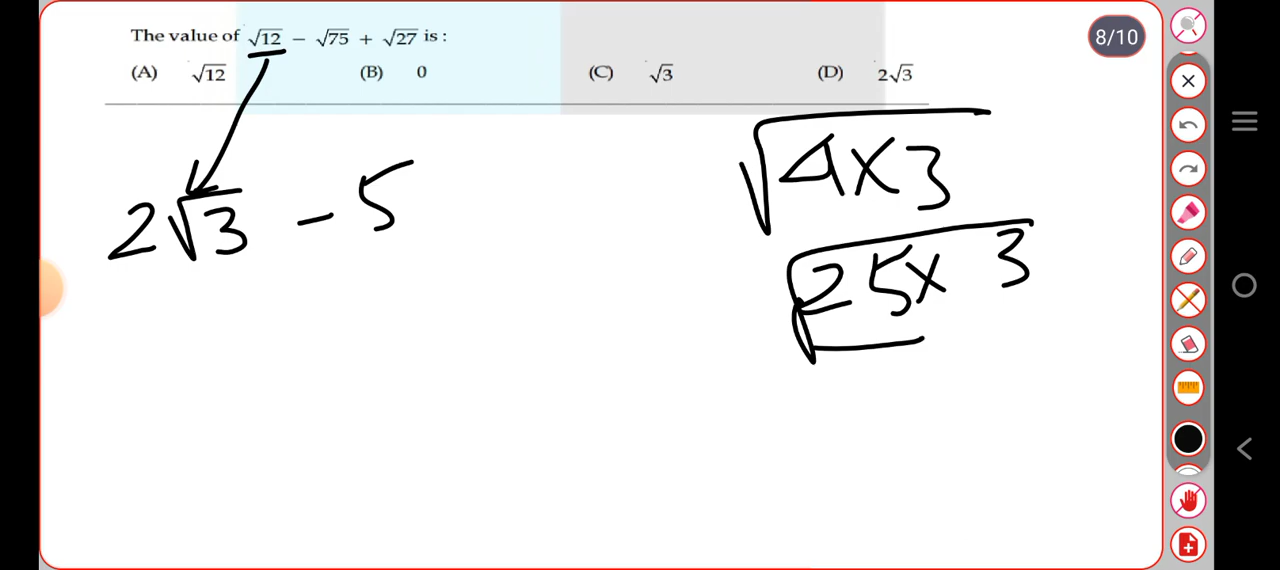 The value of √12 − √75 + √27 is :
(A) √12 (B) 0 (C) √3 (D) 2√3
8/10
√4×3
2√3 − 5
√25× 3